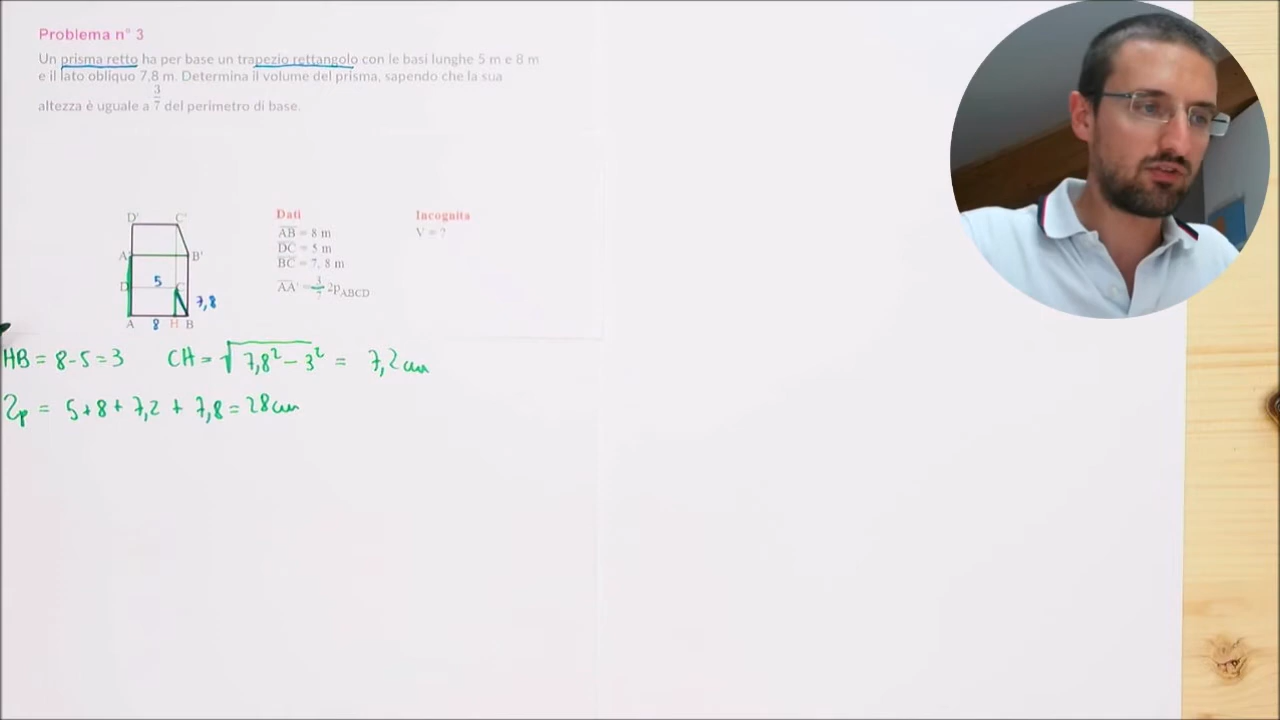 Problema n° 3
Un prisma retto ha per base un trapezio rettangolo con le basi lunghe 5 m e 8 m
e il lato obliquo 7,8 m. Determina il volume del prisma, sapendo che la sua
altezza è uguale a 3/7 del perimetro di base.
D' C'
A' B'
D 5 C
7,8
A 8 H B
Dati
AB = 8 m
DC = 5 m
BC = 7, 8 m
AA' = 3/7 2pABCD
Incognita
V = ?
HB = 8-5=3 CH = √7,8² - 3² = 7,2 cm
2p = 5+8+7,2 + 7,8 = 28 cm